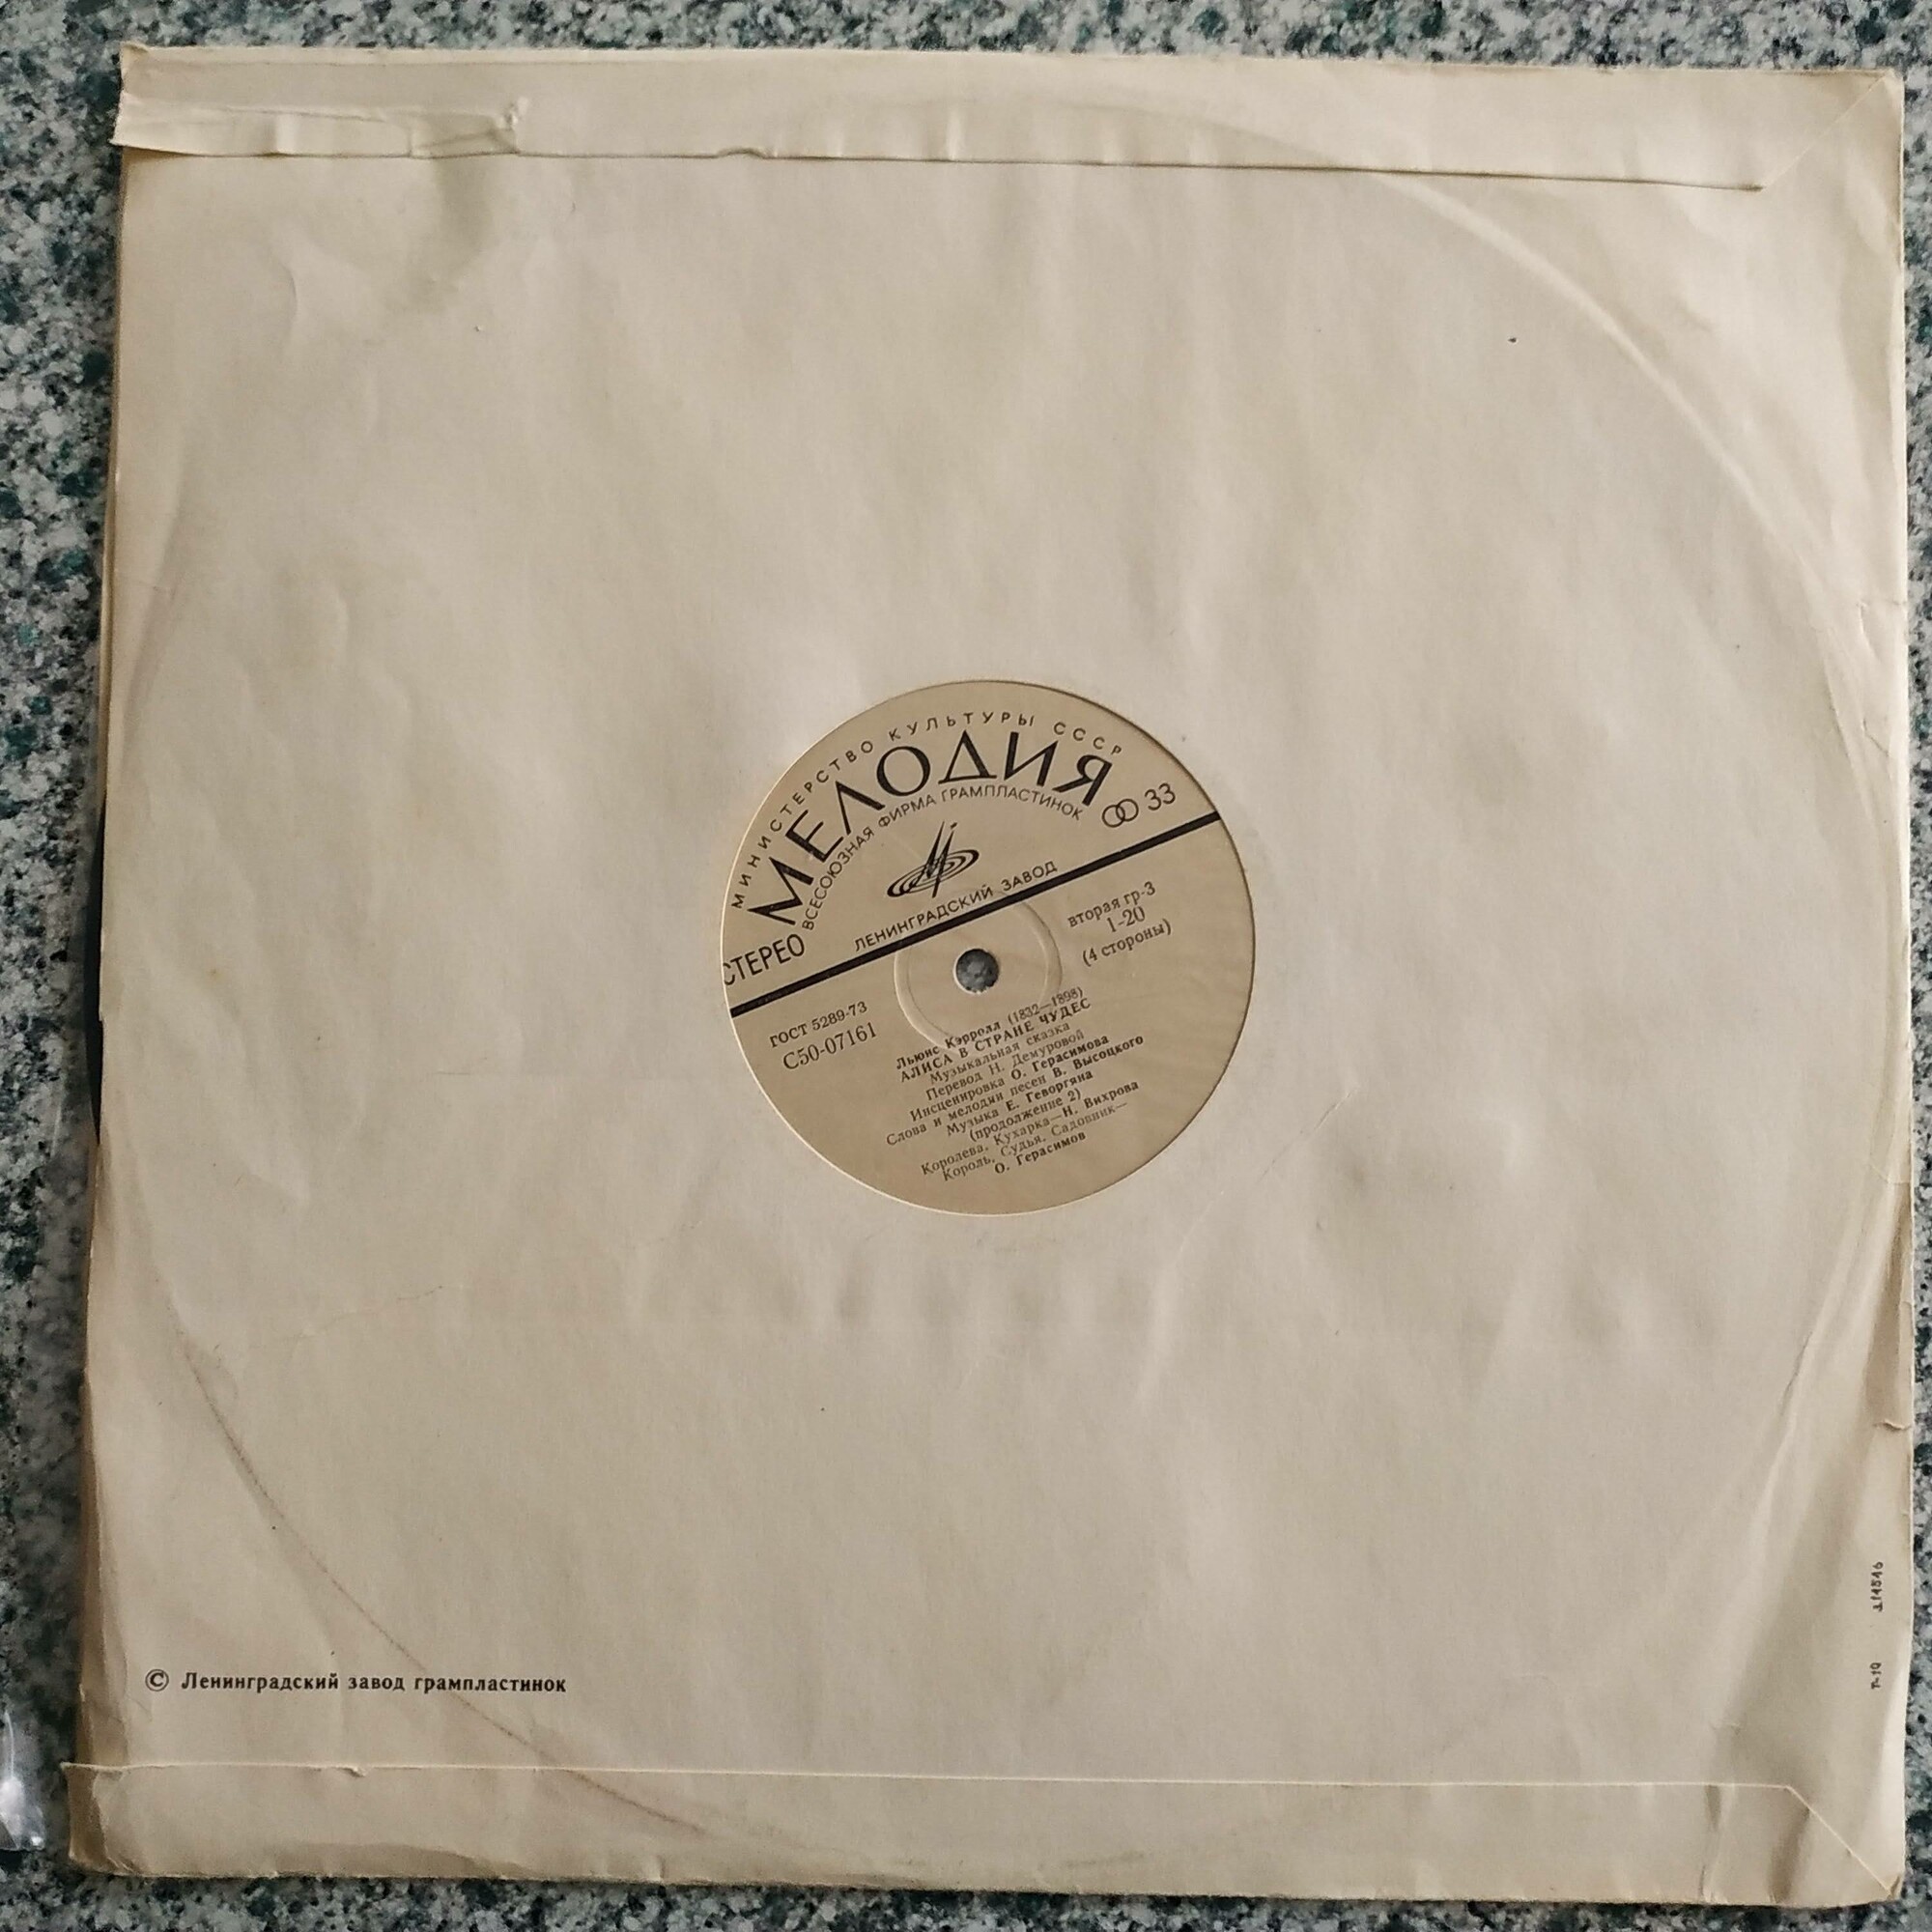 МИНИСТЕРСТВО КУЛЬТУРЫ СССР
МЕЛОДИЯ
ВСЕСОЮЗНАЯ ФИРМА ГРАМПЛАСТИНОК
33
ЛЕНИНГРАДСКИЙ ЗАВОД
СТЕРЕО
вторая гр-3
1-20
(4 стороны)
ГОСТ 5289-73
С50-07161
Льюис Кэрролл (1832—1898)
АЛИСА В СТРАНЕ ЧУДЕС
Музыкальная сказка
Перевод Н. Демуровой
Инсценировка О. Герасимова
Слова и мелодии песен В. Высоцкого
Музыка Е. Геворгяна
(продолжение 2)
Королева, Кухарка—Н. Вихрова
Король, Судья, Садовник—
О. Герасимов
© Ленинградский завод грампластинок